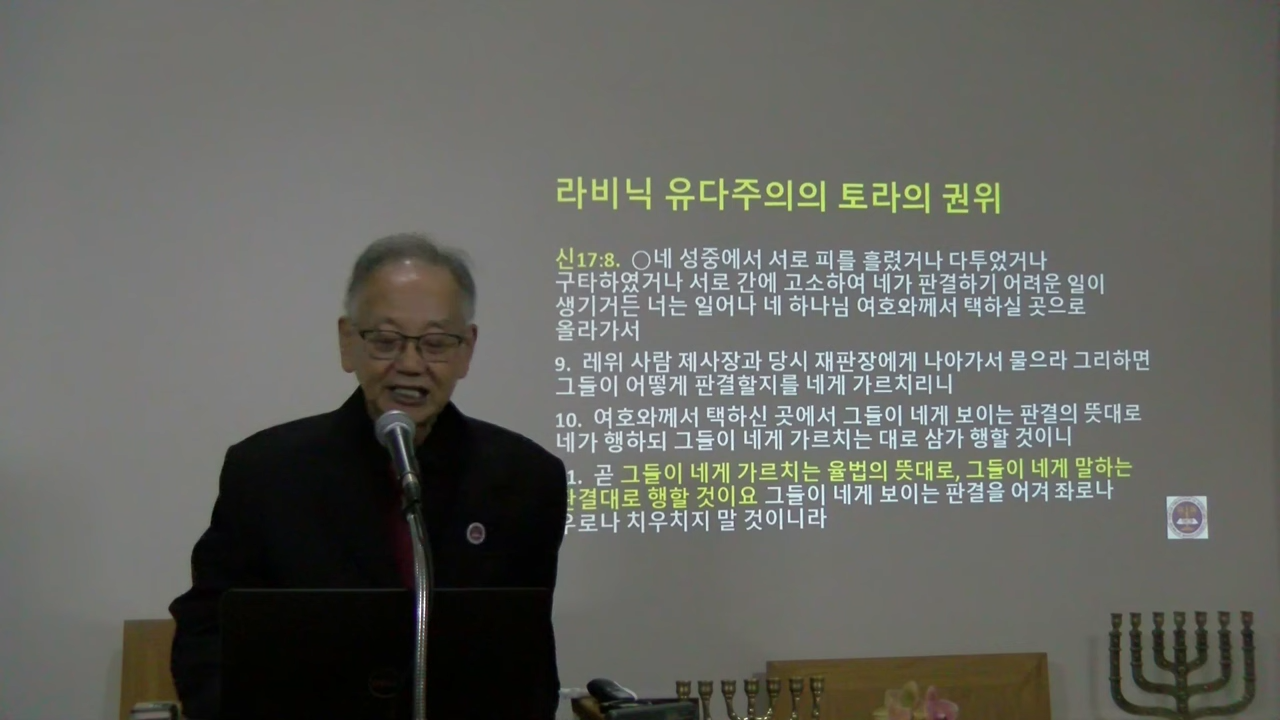 라비닉 유다주의의 토라의 권위
신17:8. ○네 성중에서 서로 피를 흘렸거나 다투었거나
구타하였거나 서로 간에 고소하여 네가 판결하기 어려운 일이
생기거든 너는 일어나 네 하나님 여호와께서 택하실 곳으로
올라가서
9. 레위 사람 제사장과 당시 재판장에게 나아가서 물으라 그리하면
그들이 어떻게 판결할지를 네게 가르치리니
10. 여호와께서 택하신 곳에서 그들이 네게 보이는 판결의 뜻대로
네가 행하되 그들이 네게 가르치는 대로 삼가 행할 것이니
1. 곧 그들이 네게 가르치는 율법의 뜻대로, 그들이 네게 말하는
판결대로 행할 것이요 그들이 네게 보이는 판결을 어겨 좌로나
우로나 치우치지 말 것이니라